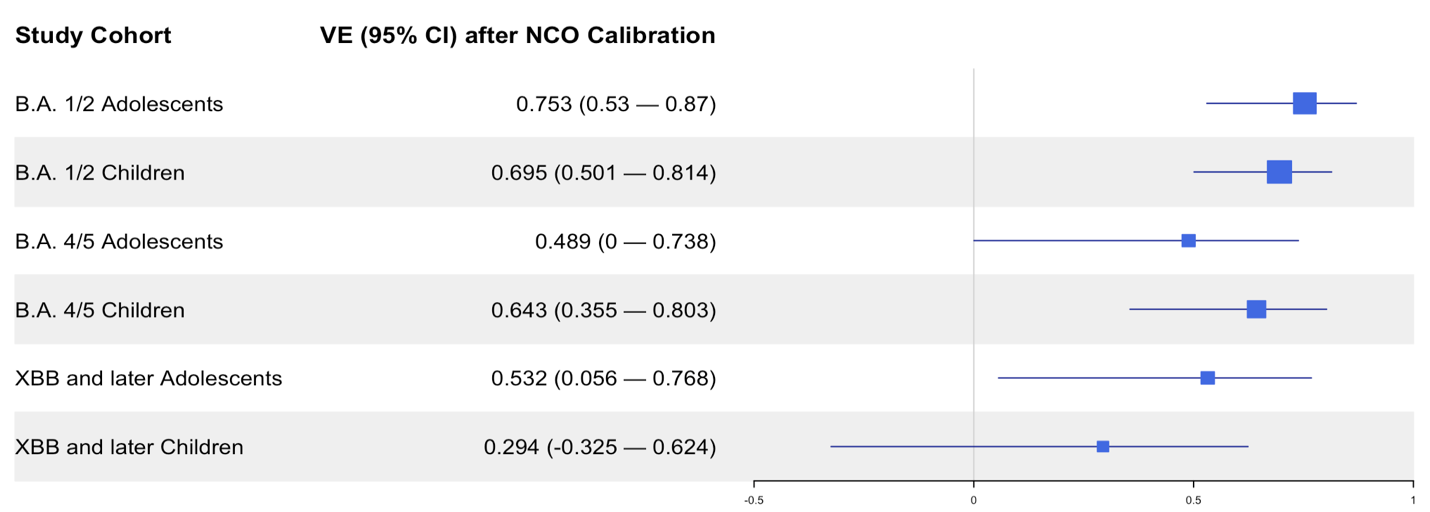 Study Cohort VE (95% CI) after NCO Calibration
B.A. 1/2 Adolescents 0.753 (0.53 — 0.87)
B.A. 1/2 Children 0.695 (0.501 — 0.814)
B.A. 4/5 Adolescents 0.489 (0 — 0.738)
B.A. 4/5 Children 0.643 (0.355 — 0.803)
XBB and later Adolescents 0.532 (0.056 — 0.768)
XBB and later Children 0.294 (-0.325 — 0.624)
-0.5 0 0.5 1